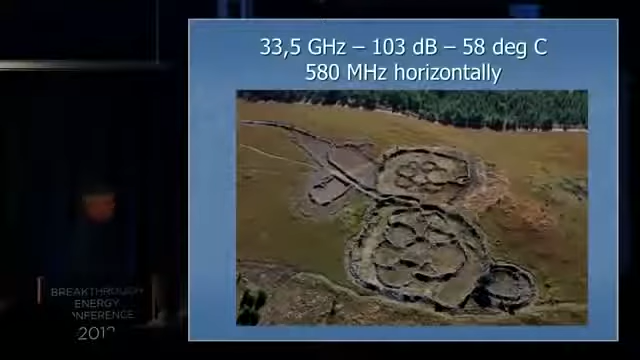 33,5 GHz – 103 dB – 58 deg C
580 MHz horizontally
BREAKTHROUGH
ENERGY